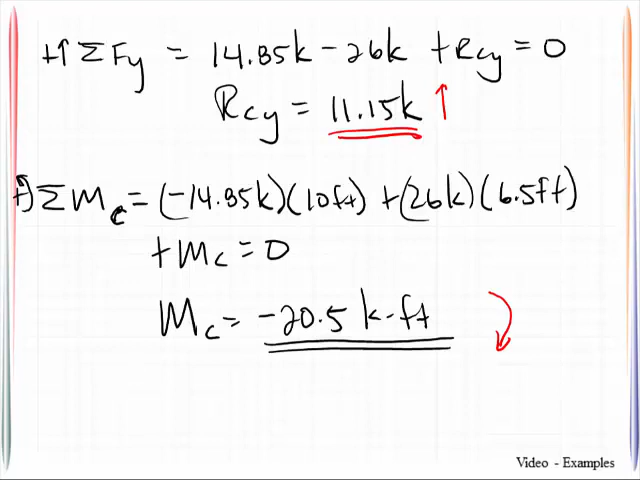 +↑ ΣFy = 14.85k - 26k + Rcy = 0
Rcy = 11.15k ↑
+) ΣMc = (-14.85k)(10ft) + (26k)(6.5ft)
+Mc = 0
Mc = -20.5 k-ft
Video - Examples